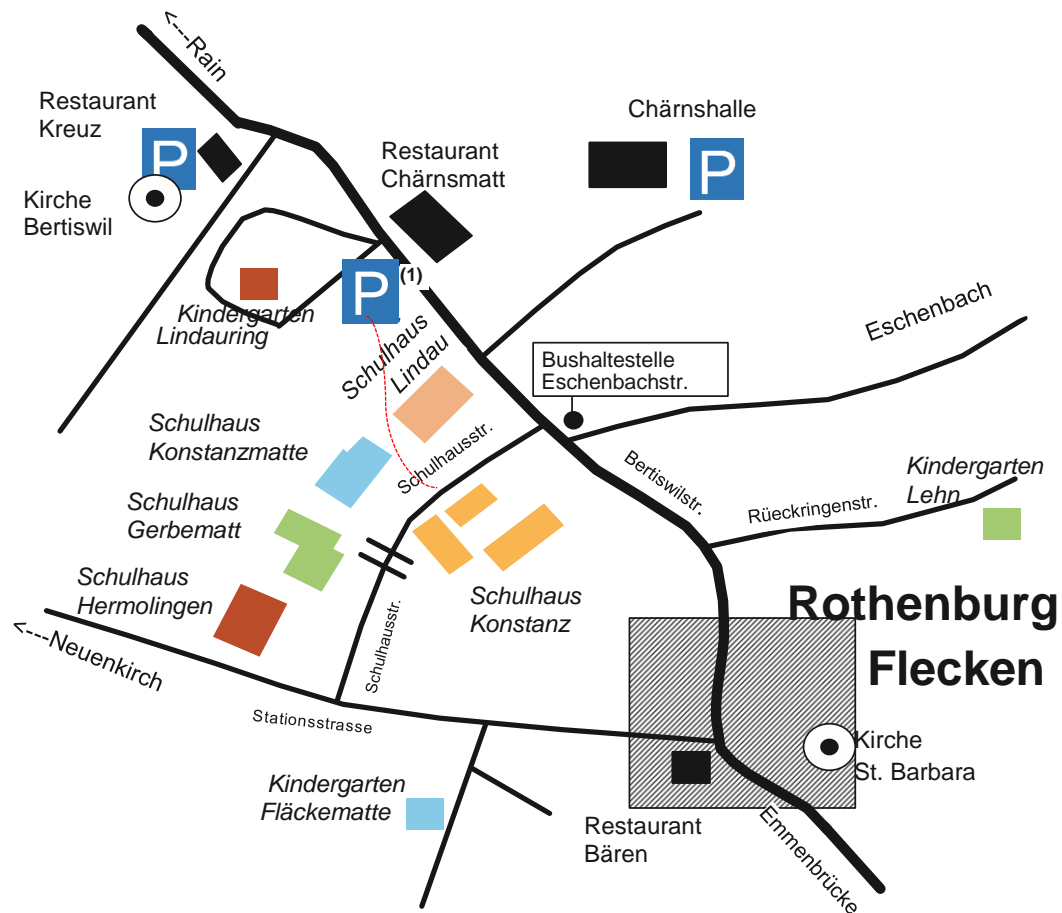 <----Rain
Restaurant
Kreuz
P
Kirche
Bertiswil
Restaurant
Chärnsmatt
Chärnshalle
P
P
(1)
Kindergarten
Lindauring
Schulhaus
Lindau
Eschenbach
Bushaltestelle
Eschenbachstr.
Schulhaus
Konstanzmatte
Schulhausstr.
Bertiswilstr.
Kindergarten
Lehn
Rüeckringenstr.
Schulhaus
Gerbematt
Schulhaus
Hermolingen
Schulhaus
Konstanz
Schulhausstr.
Rothenburg
Flecken
<----Neuenkirch
Stationsstrasse
Kirche
St. Barbara
Kindergarten
Fläckematte
Restaurant
Bären
Emmenbrücke